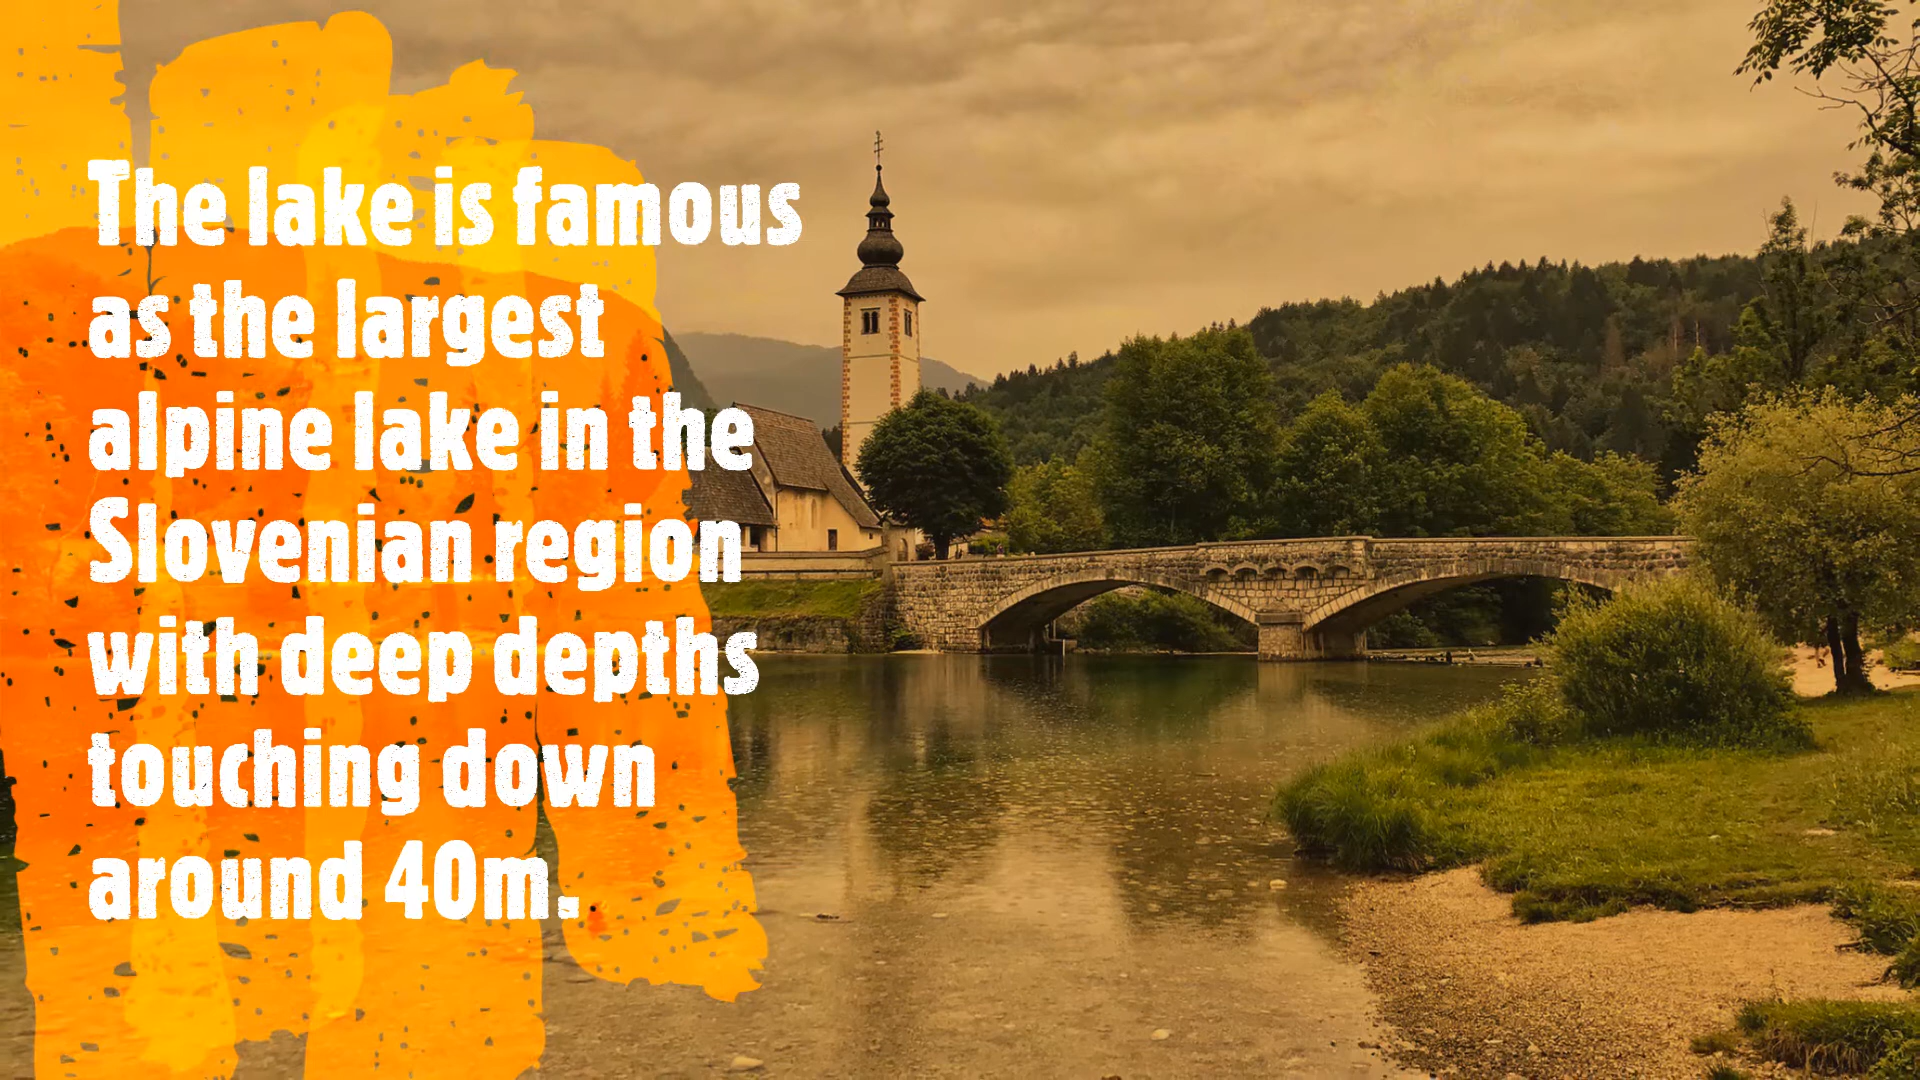 The lake is famous
as the largest
alpine lake in the
Slovenian region
with deep depths
touching down
around 40m.